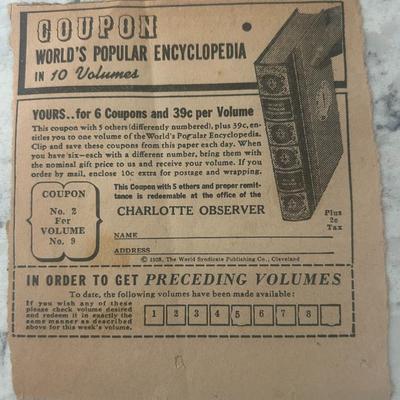 COUPON
WORLD'S POPULAR ENCYCLOPEDIA
IN 10 Volumes
YOURS..for 6 Coupons and 39c per Volume
This coupon with 5 others (differently numbered), plus 39c, en-
titles you to one volume of the World's Popular Encyclopedia.
Clip and save these coupons from this paper each day. When
you have six—each with a different number, bring them with
the nominal gift price to us and receive your volume. If you
order by mail, enclose 10c extra for postage and wrapping.
COUPON
No. 2
For
VOLUME
No. 9
This Coupon with 5 others and proper remit-
tance is redeemable at the office of the
CHARLOTTE OBSERVER
Plus
2c
Tax
NAME
ADDRESS
© 1938, The World Syndicate Publishing Co., Cleveland
IN ORDER TO GET PRECEDING VOLUMES
To date, the following volumes have been made available:
If you wish any of these
please check volume desired
and redeem it in exactly the
same manner as described
above for this week's volume.
1 2 3 4 5 6 7 8